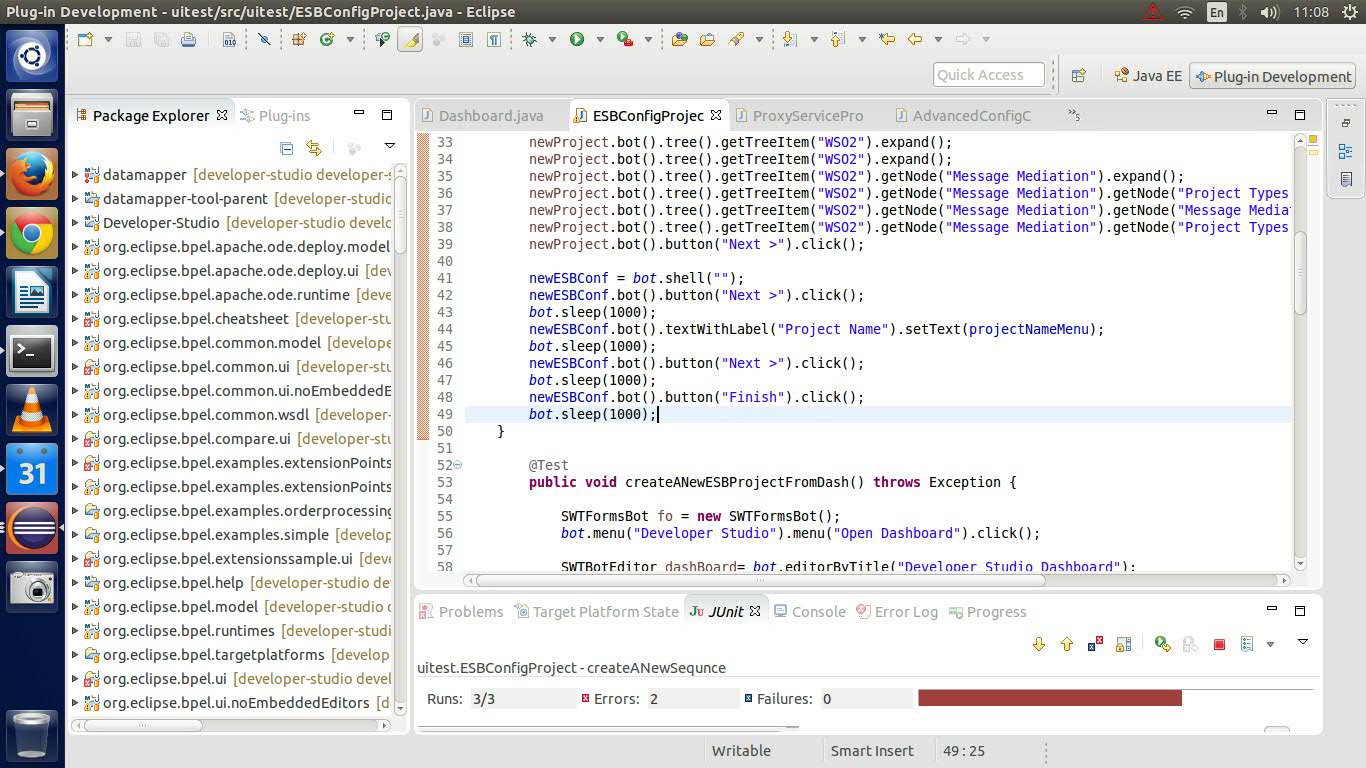 Plug-in Development - uitest/src/uitest/ESBConfigProject.java - Eclipse
En
11:08
Quick Access
Java EE
Plug-in Development
Package Explorer
Plug-ins
Dashboard.java
ESBConfigProjec
ProxyServicePro
AdvancedConfigC
»5
datamapper [developer-studio developer-s
datamapper-tool-parent [developer-studio
Developer-Studio [developer-studio develop
org.eclipse.bpel.apache.ode.deploy.model
org.eclipse.bpel.apache.ode.deploy.ui [dev
org.eclipse.bpel.apache.ode.runtime [deve
org.eclipse.bpel.cheatsheet [developer-stu
org.eclipse.bpel.common.model [develope
org.eclipse.bpel.common.ui [developer-stu
org.eclipse.bpel.common.ui.noEmbeddedE
org.eclipse.bpel.common.wsdl [developer-
org.eclipse.bpel.compare.ui [developer-st
org.eclipse.bpel.examples.extensionPoints
org.eclipse.bpel.examples.extensionPoints
org.eclipse.bpel.examples.orderprocessing
org.eclipse.bpel.examples.simple [develop
org.eclipse.bpel.extensionssample.ui [deve
org.eclipse.bpel.help [developer-studio de
org.eclipse.bpel.model [developer-studio c
org.eclipse.bpel.runtimes [developer-studi
org.eclipse.bpel.targetplatforms [develop
org.eclipse.bpel.ui [developer-studio devel
org.eclipse.bpel.ui.noEmbeddedEditors [d
31
33 newProject.bot().tree().getTreeItem("WSO2").expand();
34 newProject.bot().tree().getTreeItem("WSO2").expand();
35 newProject.bot().tree().getTreeItem("WSO2").getNode("Message Mediation").expand();
36 newProject.bot().tree().getTreeItem("WSO2").getNode("Message Mediation").getNode("Project Types
37 newProject.bot().tree().getTreeItem("WSO2").getNode("Message Mediation").getNode("Message Media
38 newProject.bot().tree().getTreeItem("WSO2").getNode("Message Mediation").getNode("Project Types
39 newProject.bot().button("Next >").click();
40
41 newESBConf = bot.shell("");
42 newESBConf.bot().button("Next >").click();
43 bot.sleep(1000);
44 newESBConf.bot().textWithLabel("Project Name").setText(projectNameMenu);
45 bot.sleep(1000);
46 newESBConf.bot().button("Next >").click();
47 bot.sleep(1000);
48 newESBConf.bot().button("Finish").click();
49 bot.sleep(1000);
50 }
51
52 @Test
53 public void createANewESBProjectFromDash() throws Exception {
54
55 SWTFormsBot fo = new SWTFormsBot();
56 bot.menu("Developer Studio").menu("Open Dashboard").click();
57
58 SWTBotEditor dashBoard= bot.editorByTitle("Developer Studio Dashboard");
Problems
Target Platform State
JUnit
Console
Error Log
Progress
uitest.ESBConfigProject - createANewSequnce
Runs: 3/3
Errors: 2
Failures: 0
Writable
Smart Insert
49 : 25